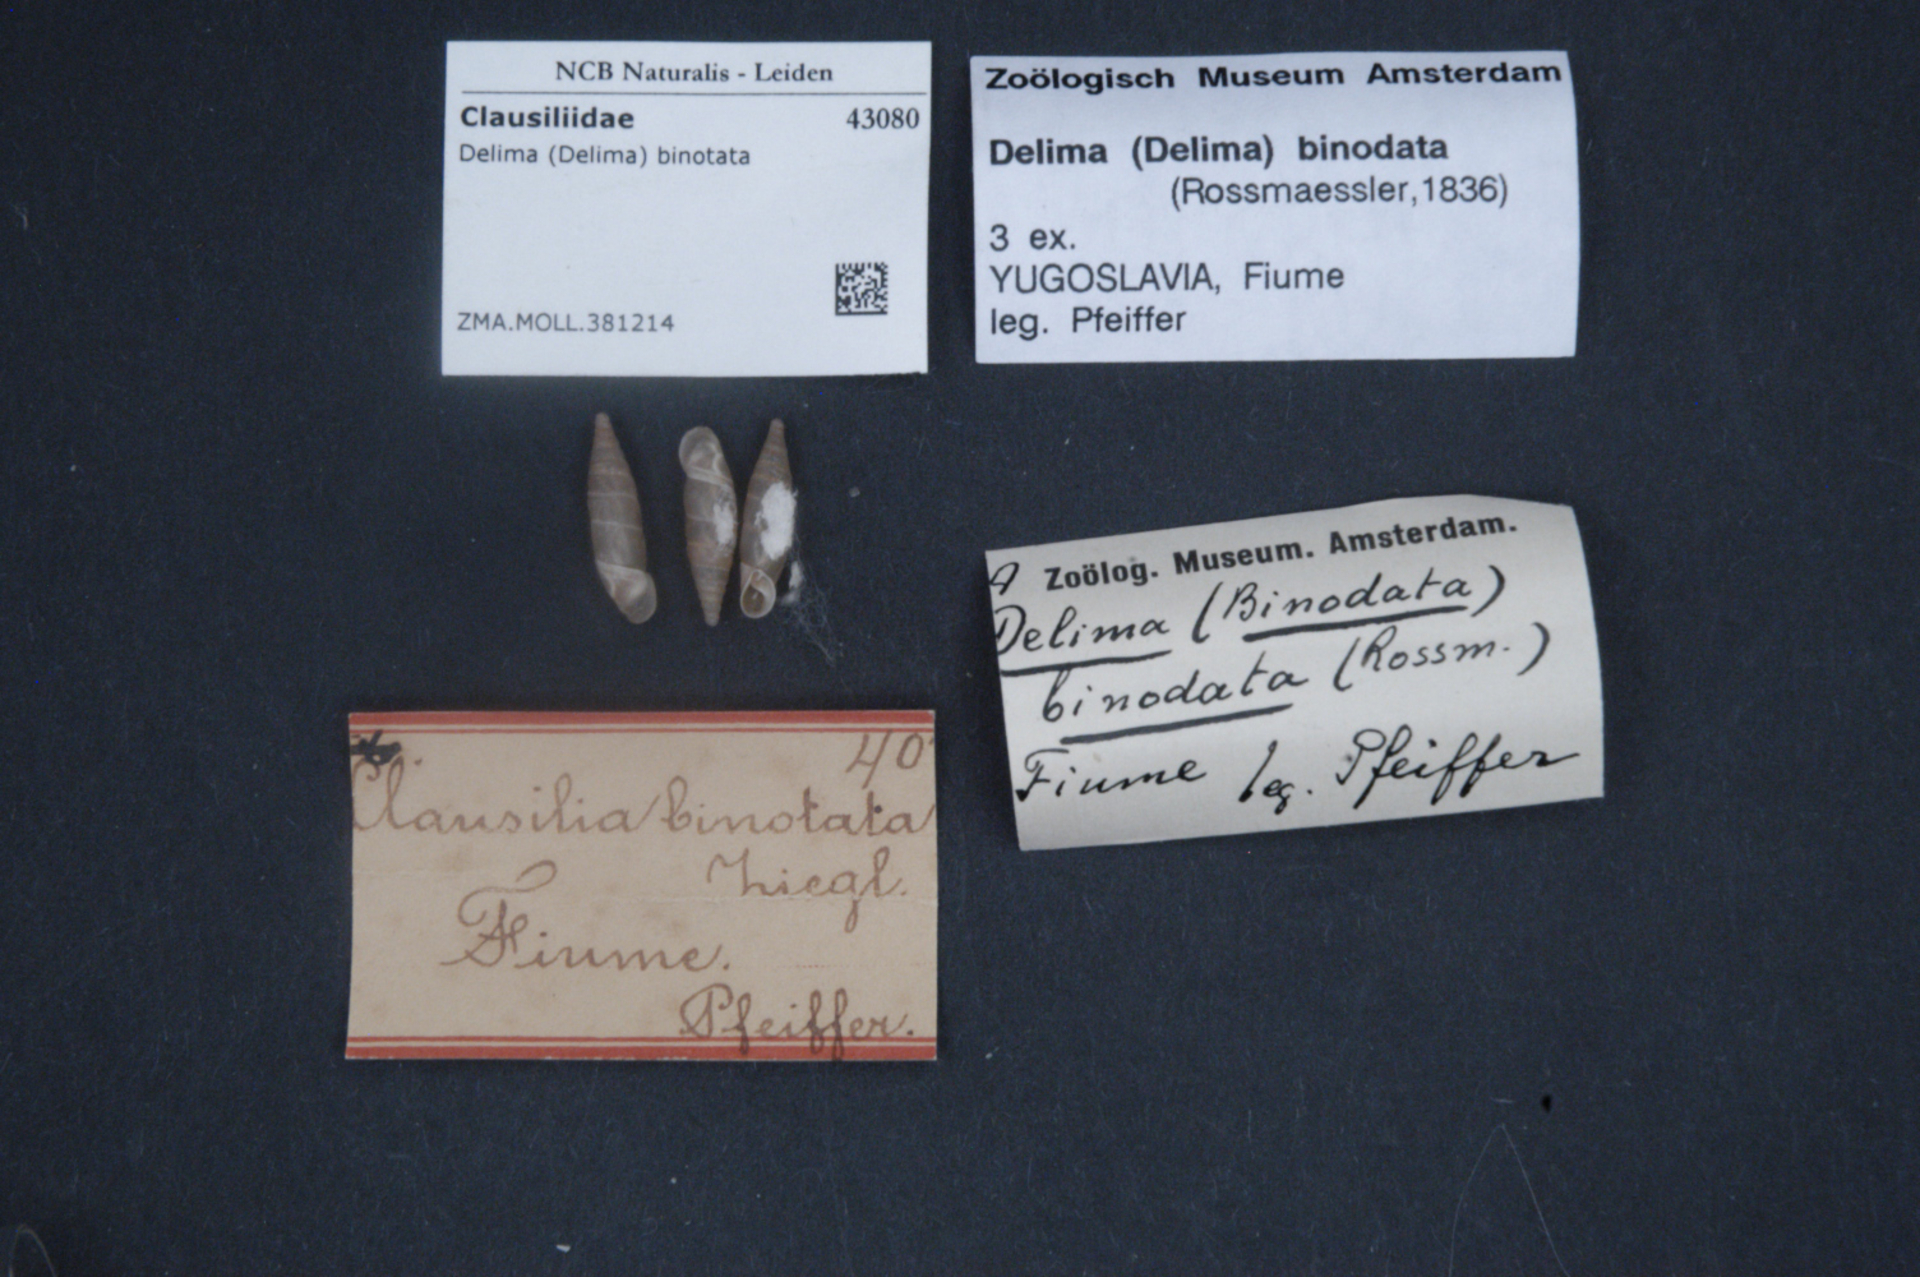 NCB Naturalis - Leiden
Clausiliidae 43080
Delima (Delima) binotata
ZMA.MOLL.381214
Zoölogisch Museum Amsterdam
Delima (Delima) binodata
(Rossmaessler,1836)
3 ex.
YUGOSLAVIA, Fiume
leg. Pfeiffer
A Zoölog. Museum. Amsterdam.
Delima (Binodata)
binodata (Rossm.)
Fiume leg. Pfeiffer
40
Clausilia binotata
Ziegl.
Fiume.
Pfeiffer.